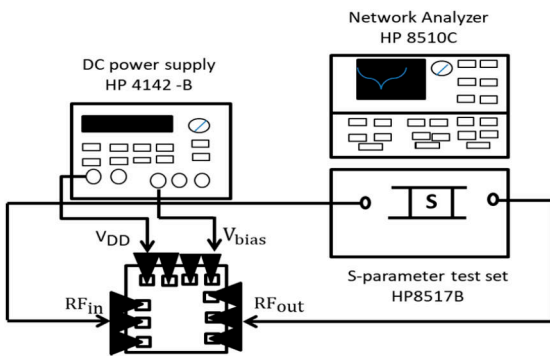 Network Analyzer
HP 8510C
DC power supply
HP 4142 -B
S
VDD
Vbias
S-parameter test set
HP8517B
RFin
RFout